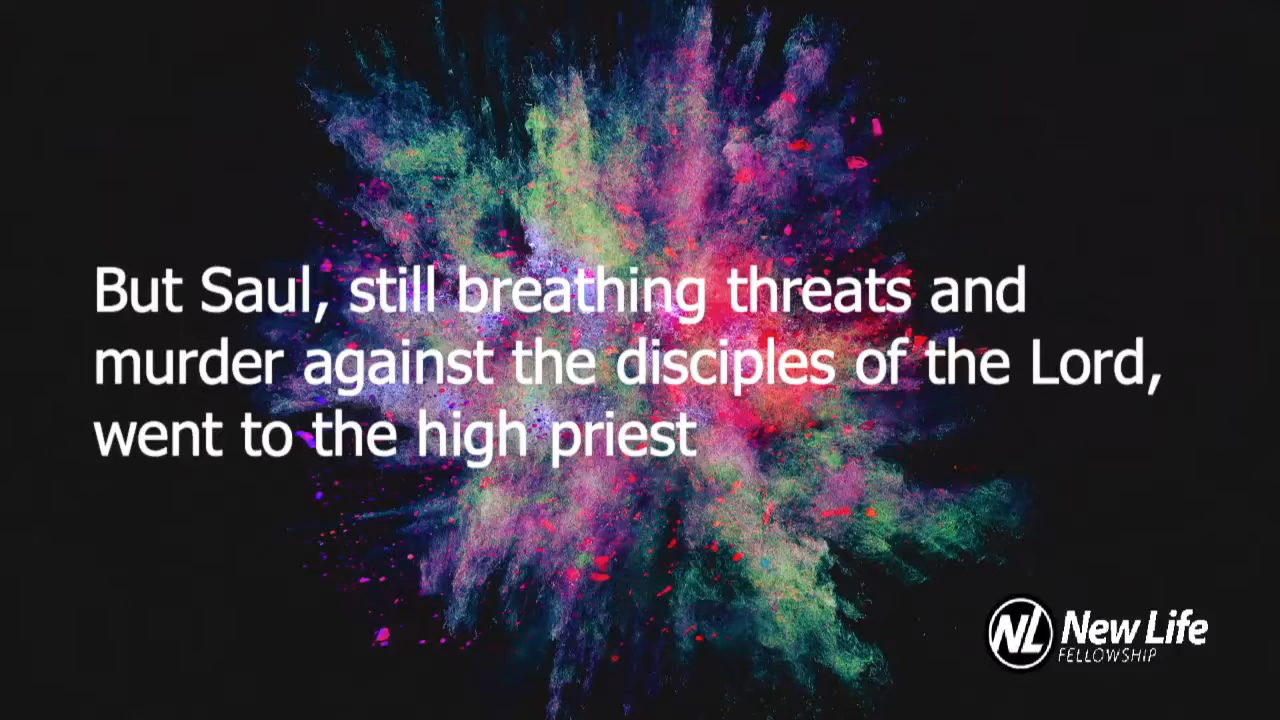 But Saul, still breathing threats and
murder against the disciples of the Lord,
went to the high priest
NL New Life
FELLOWSHIP